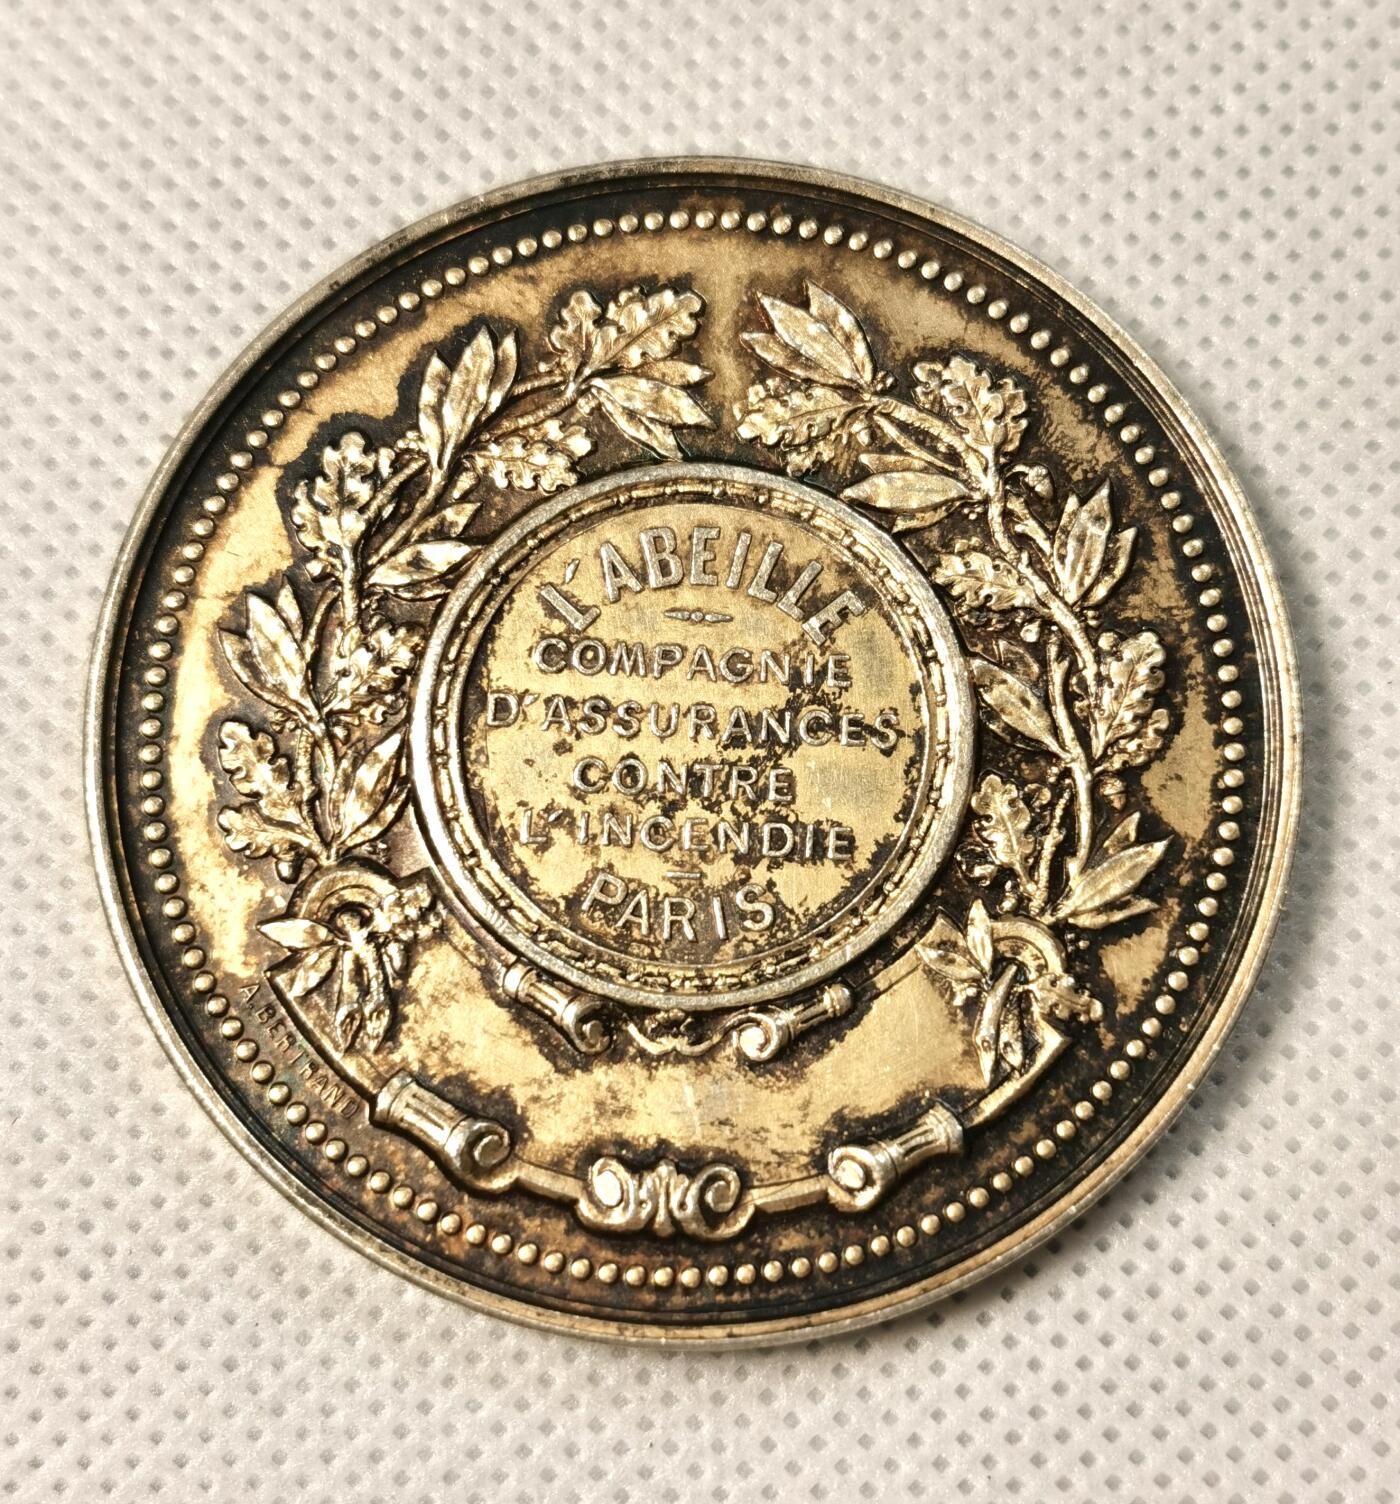 L'ABEILLE
COMPAGNIE
D'ASSURANCES
CONTRE
L'INCENDIE
PARIS
A.BERTRAND